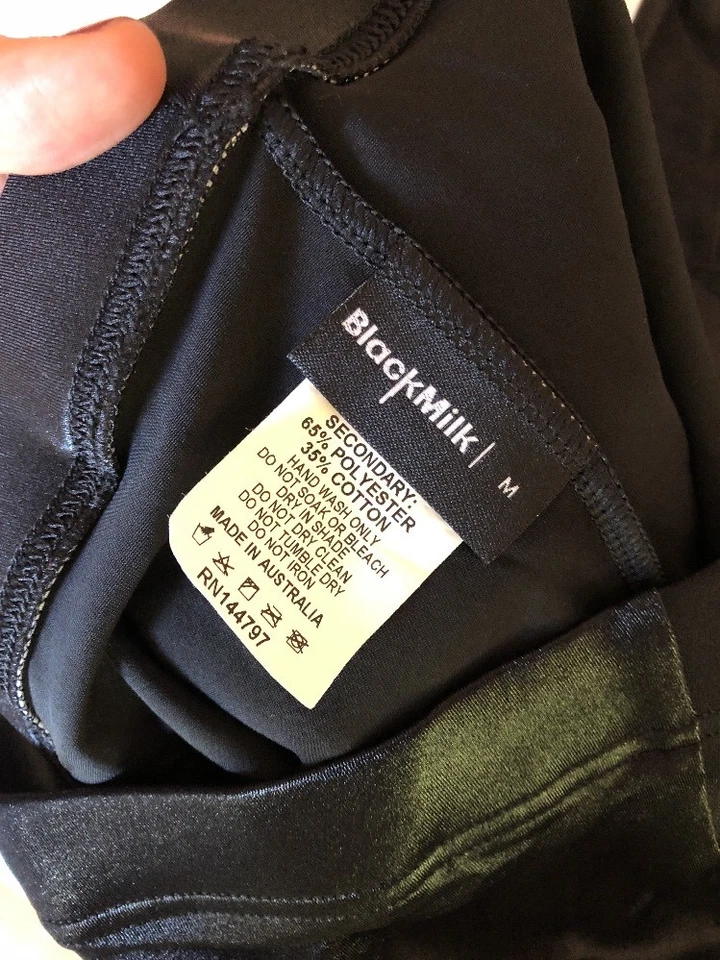 BlackMilk | M
SECONDARY:
65% POLYESTER
35% COTTON
HAND WASH ONLY
DO NOT SOAK OR BLEACH
DRY IN SHADE
DO NOT DRY CLEAN
DO NOT TUMBLE DRY
DO NOT IRON
MADE IN AUSTRALIA
RN144797